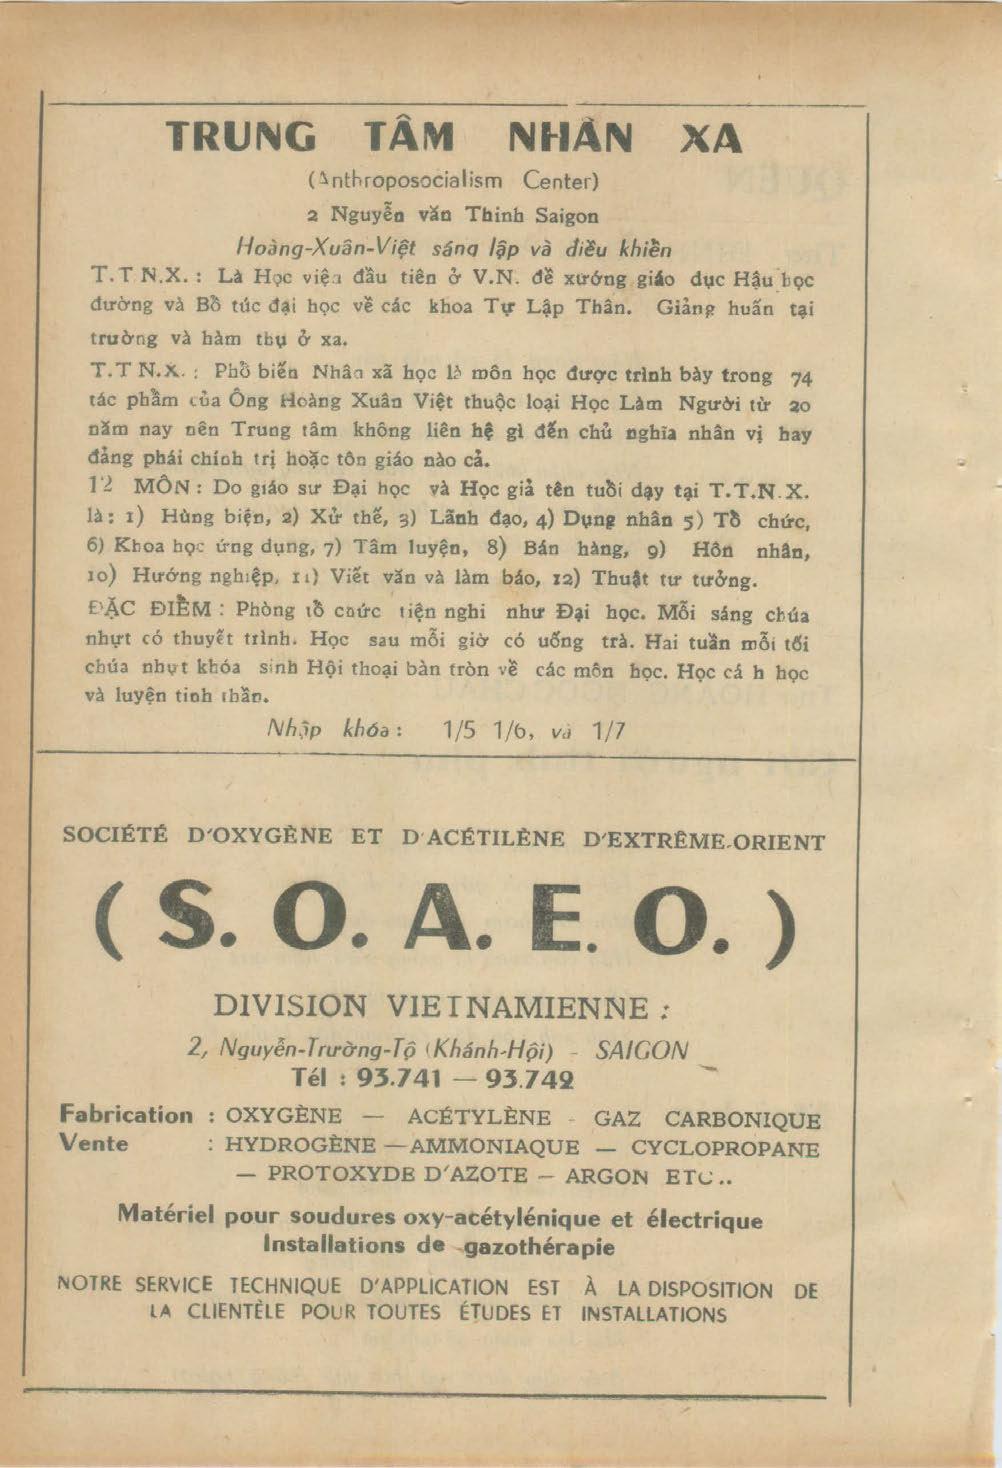 TRUNG TÂM NHÂN XA
(Anthroposocialism Center)
2 Nguyễn văn Thinh Saigon
Hoàng-Xuân-Việt sáng lập và điều khiển
T.T N.X. : Là Học viện đầu tiên ở V.N. đề xướng giáo dục Hậu học
đường và Bồ túc đại học về các khoa Tự Lập Thân. Giảng huấn tại
trường và hàm thụ ở xa.
T.T N.X. : Phổ biến Nhân xã học là môn học được trình bày trong 74
tác phẩm của Ông Hoàng Xuân Việt thuộc loại Học Làm Người từ 20
năm nay nên Trung tâm không liên hệ gì đến chủ nghĩa nhân vị hay
đảng phái chính trị hoặc tôn giáo nào cả.
12 MÔN : Do giáo sư Đại học và Học giả tên tuổi dạy tại T.T.N.X.
là : 1) Hùng biện, 2) Xử thế, 3) Lãnh đạo, 4) Dụng nhân 5) Tồ chức,
6) Khoa học ứng dụng, 7) Tâm luyện, 8) Bán hàng, 9) Hôn nhân,
10) Hướng nghiệp, 11) Viết văn và làm báo, 12) Thuật tư tưởng.
ĐẶC ĐIỂM : Phòng tồ chức tiện nghi như Đại học. Mỗi sáng chúa
nhựt có thuyết trình. Học sau mỗi giờ có uống trà. Hai tuần mỗi tối
chúa nhựt khóa sinh Hội thoại bàn tròn về các môn học. Học cá h học
và luyện tinh thần.
Nhập khóa : 1/5 1/6, và 1/7
SOCIÉTÉ D'OXYGÈNE ET D'ACÉTILÈNE D'EXTRÊME-ORIENT
( S. O. A. E. O. )
DIVISION VIETNAMIENNE :
2, Nguyễn-Trường-Tộ (Khánh-Hội) - SAIGON
Tél : 93.741 — 93.742
Fabrication : OXYGÈNE — ACÉTYLÈNE - GAZ CARBONIQUE
Vente : HYDROGÈNE — AMMONIAQUE — CYCLOPROPANE
— PROTOXYDE D'AZOTE — ARGON ETC..
Matériel pour soudures oxy-acétylénique et électrique
Installations de gazothérapie
NOTRE SERVICE TECHNIQUE D'APPLICATION EST À LA DISPOSITION DE
LA CLIENTÈLE POUR TOUTES ÉTUDES ET INSTALLATIONS